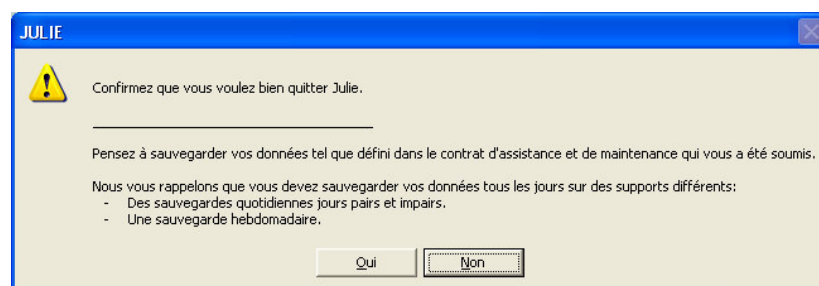 JULIE
Confirmez que vous voulez bien quitter Julie.
Pensez à sauvegarder vos données tel que défini dans le contrat d'assistance et de maintenance qui vous a été soumis.
Nous vous rappelons que vous devez sauvegarder vos données tous les jours sur des supports différents:
- Des sauvegardes quotidiennes jours pairs et impairs.
- Une sauvegarde hebdomadaire.
Oui Non